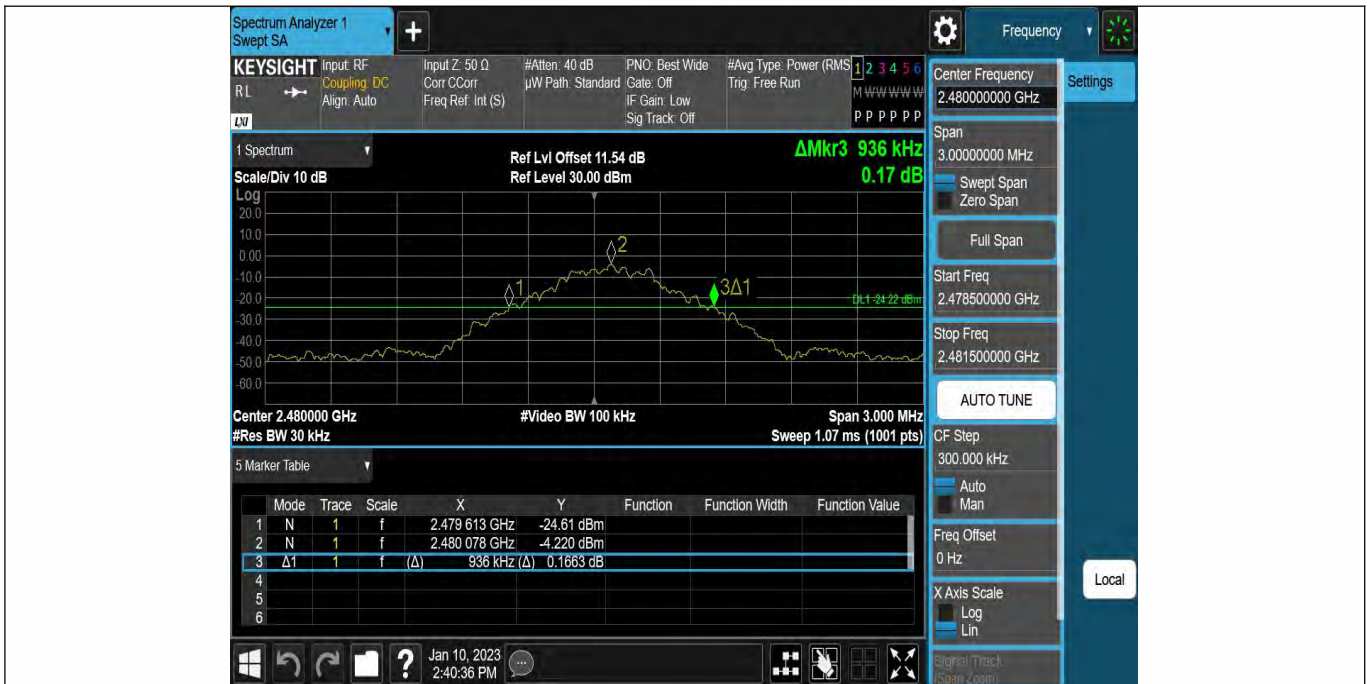 Spectrum Analyzer 1
Swept SA
+
Frequency
KEYSIGHT
RL
LXI
Input: RF
Coupling: DC
Align: Auto
Input Z: 50 Ω
Corr CCorr
Freq Ref: Int (S)
#Atten: 40 dB
µW Path: Standard
PNO: Best Wide
Gate: Off
IF Gain: Low
Sig Track: Off
#Avg Type: Power (RMS
Trig: Free Run
1 2 3 4 5 6
M W W W W W
P P P P P P
1 Spectrum
Scale/Div 10 dB
Ref Lvl Offset 11.54 dB
Ref Level 30.00 dBm
ΔMkr3 936 kHz
0.17 dB
Log
20.0
10.0
0.00
-10.0
-20.0
-30.0
-40.0
-50.0
-60.0
1
2
3Δ1
DL1 -24.22 dBm
Center 2.480000 GHz
#Res BW 30 kHz
#Video BW 100 kHz
Span 3.000 MHz
Sweep 1.07 ms (1001 pts)
5 Marker Table
Mode Trace Scale X Y Function Function Width Function Value
1 N 1 f 2.479 613 GHz -24.61 dBm
2 N 1 f 2.480 078 GHz -4.220 dBm
3 Δ1 1 f (Δ) 936 kHz (Δ) 0.1663 dB
4
5
6
?
Jan 10, 2023
2:40:36 PM
Center Frequency
2.480000000 GHz
Settings
Span
3.00000000 MHz
Swept Span
Zero Span
Full Span
Start Freq
2.478500000 GHz
Stop Freq
2.481500000 GHz
AUTO TUNE
CF Step
300.000 kHz
Auto
Man
Freq Offset
0 Hz
X Axis Scale
Log
Lin
Local
Signal Track
(Span Zoom)